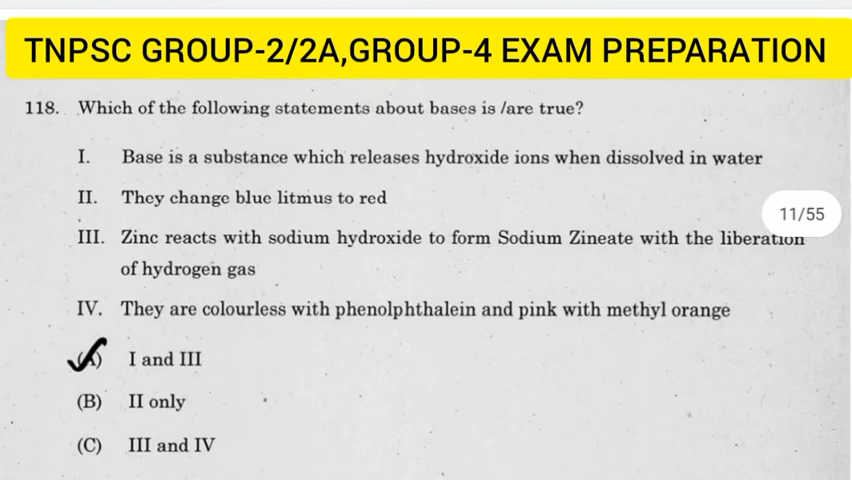 TNPSC GROUP-2/2A,GROUP-4 EXAM PREPARATION
118. Which of the following statements about bases is /are true?
I. Base is a substance which releases hydroxide ions when dissolved in water
II. They change blue litmus to red
11/55
III. Zinc reacts with sodium hydroxide to form Sodium Zineate with the liberation
of hydrogen gas
IV. They are colourless with phenolphthalein and pink with methyl orange
(A) I and III
(B) II only
(C) III and IV